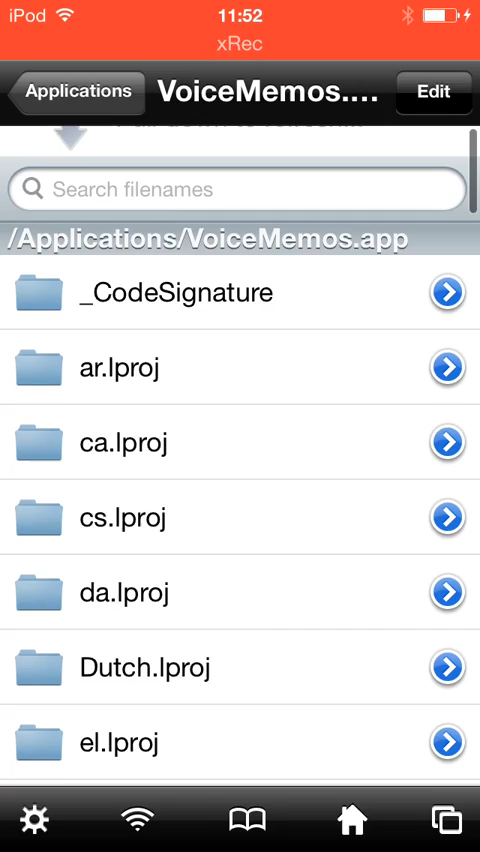 iPod 11:52
xRec
Applications VoiceMemos.... Edit
Search filenames
/Applications/VoiceMemos.app
_CodeSignature
ar.lproj
ca.lproj
cs.lproj
da.lproj
Dutch.lproj
el.lproj